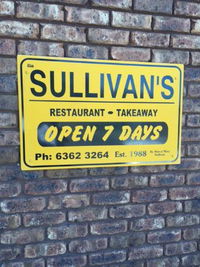 SULLIVAN'S
RESTAURANT - TAKEAWAY
OPEN 7 DAYS
Ph: 6362 3264 Est. 1988